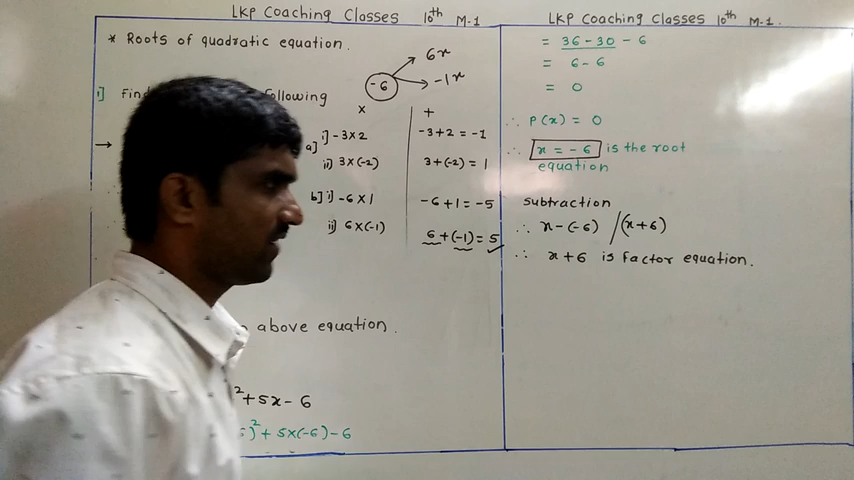 LKP Coaching Classes 10th M-1
* Roots of quadratic equation.
-6 6x
-1x
1] Find following
× +
→ a] i] -3×2 -3+2 = -1
ii) 3×(-2) 3+(-2) = 1
b] i] -6×1 -6+1 = -5
ii] 6×(-1) 6+(-1) = 5 ✓
above equation.
²+5x-6
)²+5×(-6)-6
LKP Coaching Classes 10th M-1.
= 36-30-6
= 6-6
= 0
∴ P(x) = 0
∴ x = -6 is the root
equation
subtraction
∴ x-(-6) /(x+6)
∴ x+6 is factor equation.